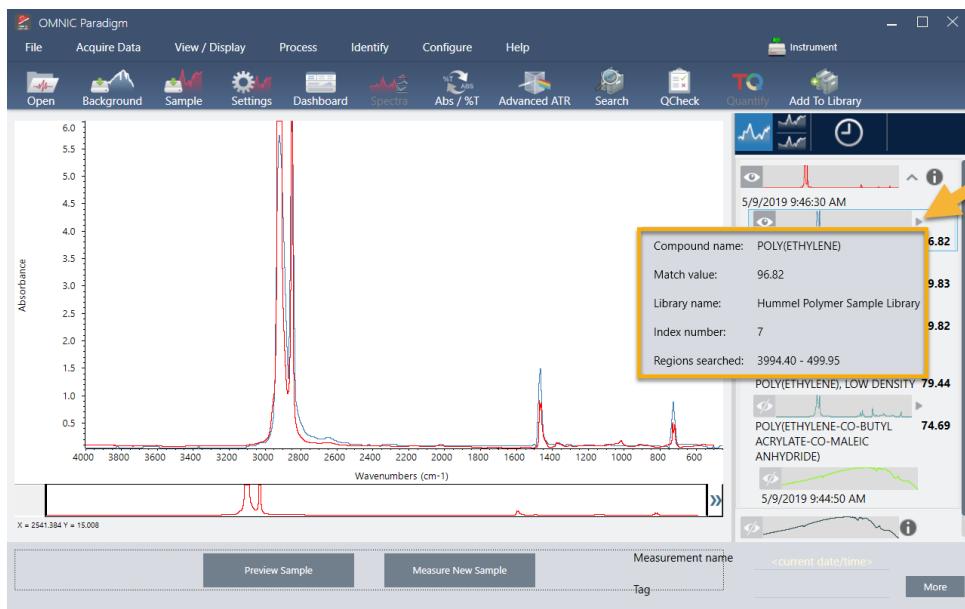 OMNIC Paradigm
File Acquire Data View / Display Process Identify Configure Help Instrument
%T ABS TQ
Open Background Sample Settings Dashboard Spectra Abs / %T Advanced ATR Search QCheck Quantify Add To Library
6.0
5.5
5.0
4.5
4.0
3.5
3.0
2.5
2.0
1.5
1.0
0.5
Absorbance
4000 3800 3600 3400 3200 3000 2800 2600 2400 2200 2000 1800 1600 1400 1200 1000 800 600
Wavenumbers (cm-1)
X = 2541.384 Y = 15.008
5/9/2019 9:46:30 AM
6.82
Compound name: POLY(ETHYLENE)
Match value: 96.82
9.83
Library name: Hummel Polymer Sample Library
Index number: 7
9.82
Regions searched: 3994.40 - 499.95
POLY(ETHYLENE), LOW DENSITY 79.44
POLY(ETHYLENE-CO-BUTYL 74.69
ACRYLATE-CO-MALEIC
ANHYDRIDE)
5/9/2019 9:44:50 AM
Preview Sample Measure New Sample
Measurement name <current date/time>
Tag
More